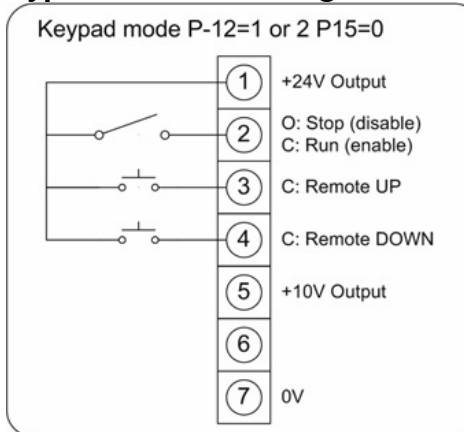 Keypad mode P-12=1 or 2 P15=0
1 +24V Output
2 O: Stop (disable)
C: Run (enable)
3 C: Remote UP
4 C: Remote DOWN
5 +10V Output
6
7 0V